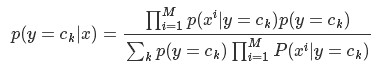 p(y = c_k|x) = \frac{\prod_{i=1}^{M} p(x^i|y = c_k)p(y = c_k)}{\sum_k p(y = c_k) \prod_{i=1}^{M} P(x^i|y = c_k)}